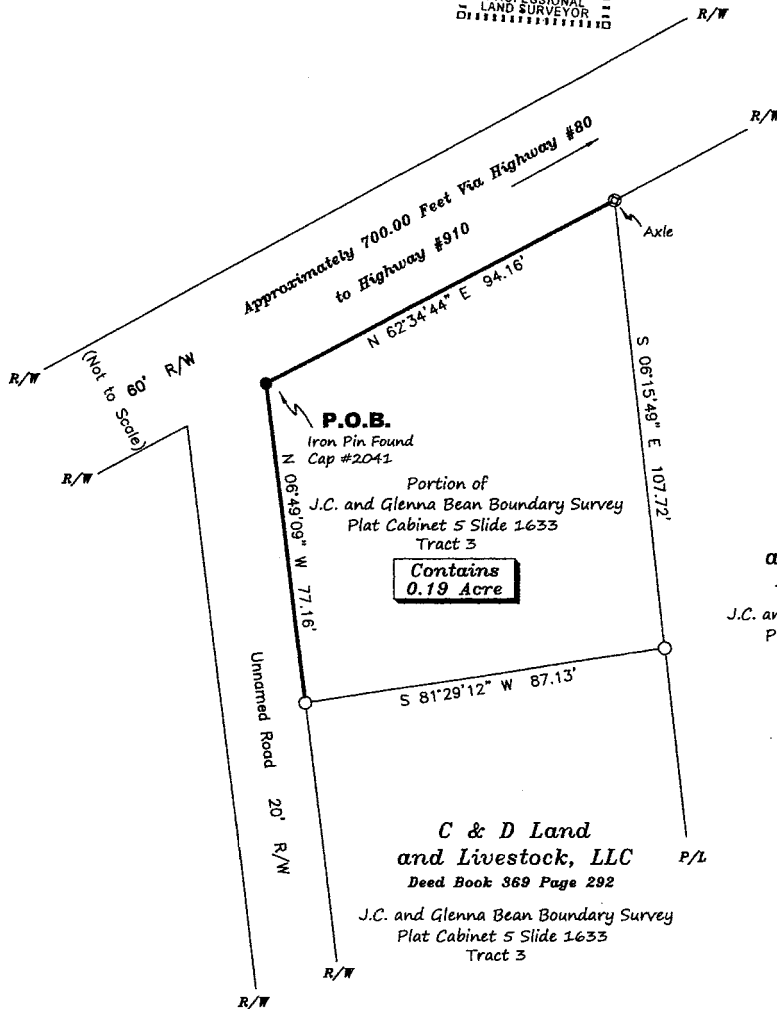 LAND SURVEYOR
R/W
R/W
Approximately 700.00 Feet Via Highway #80
to Highway #910
Axle
N 62°34'44" E 94.16'
R/W
60' R/W
(Not to Scale)
R/W
P.O.B.
Iron Pin Found
Cap #2041
S 06°15'49" E 107.72'
N 06°49'09" W 77.16'
Portion of
J.C. and Glenna Bean Boundary Survey
Plat Cabinet 5 Slide 1633
Tract 3
Contains
0.19 Acre
a
J.C. an
P
S 81°29'12" W 87.13'
Unnamed Road 20' R/W
C & D Land
and Livestock, LLC
Deed Book 369 Page 292
P/L
J.C. and Glenna Bean Boundary Survey
Plat Cabinet 5 Slide 1633
Tract 3
R/W
R/W